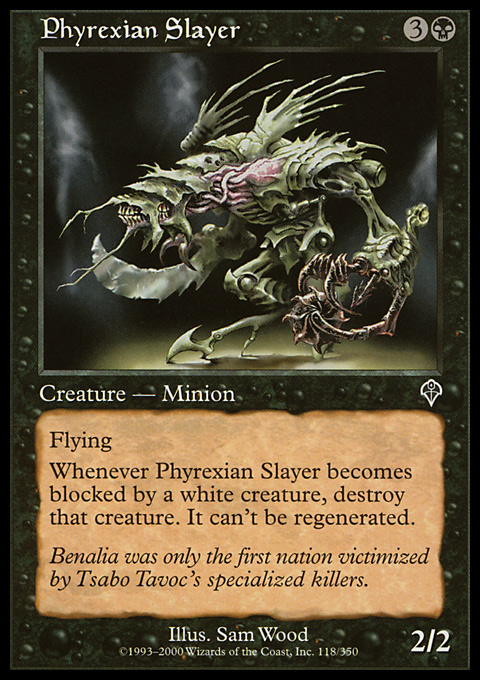 Phyrexian Slayer 3
Creature — Minion
Flying
Whenever Phyrexian Slayer becomes
blocked by a white creature, destroy
that creature. It can't be regenerated.
Benalia was only the first nation victimized
by Tsabo Tavoc's specialized killers.
Illus. Sam Wood
2/2
©1993–2000 Wizards of the Coast, Inc. 118/350